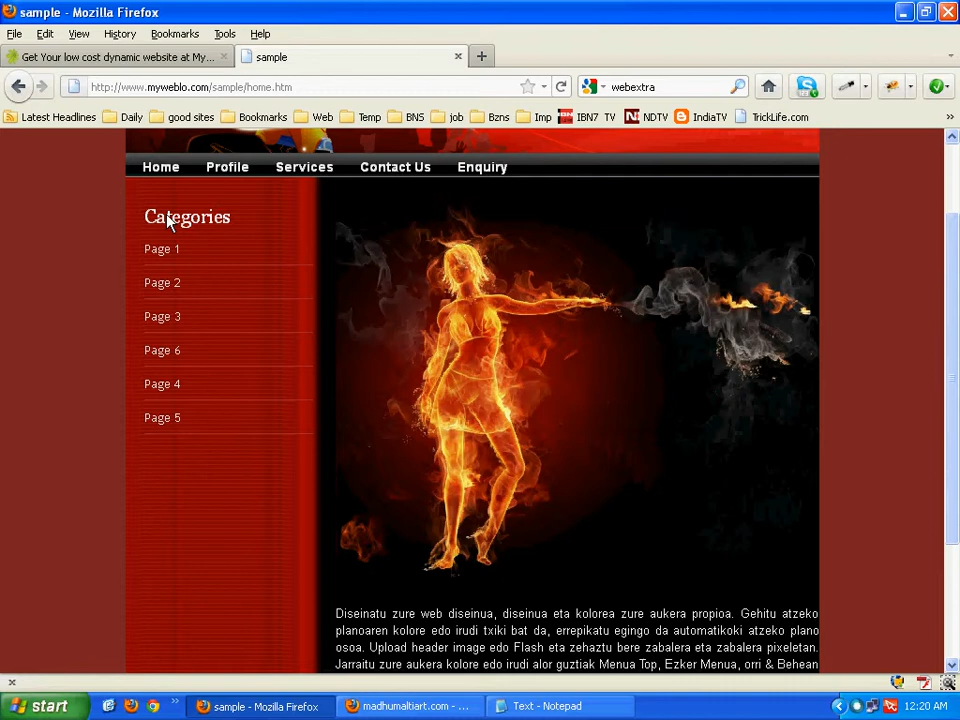 sample - Mozilla Firefox
File Edit View History Bookmarks Tools Help
Get Your low cost dynamic website at My... sample
http://www.myweblo.com/sample/home.htm webextra
Latest Headlines Daily good sites Bookmarks Web Temp BNS job Bzns Imp IBN7 TV NDTV IndiaTV TrickLife.com
Home Profile Services Contact Us Enquiry
Categories
Page 1
Page 2
Page 3
Page 6
Page 4
Page 5
Diseinatu zure web diseinua, diseinua eta kolorea zure aukera propioa. Gehitu atzeko
planoaren kolore edo irudi txiki bat da, errepikatu egingo da automatikoki atzeko plano
osoa. Upload header image edo Flash eta zehaztu bere zabalera eta zabalera pixeletan.
Jarraitu zure aukera kolore edo irudi alor guztiak Menua Top, Ezker Menua, orri & Behean
start sample - Mozilla Firefox madhumaltiart.com - ... Text - Notepad 12:20 AM